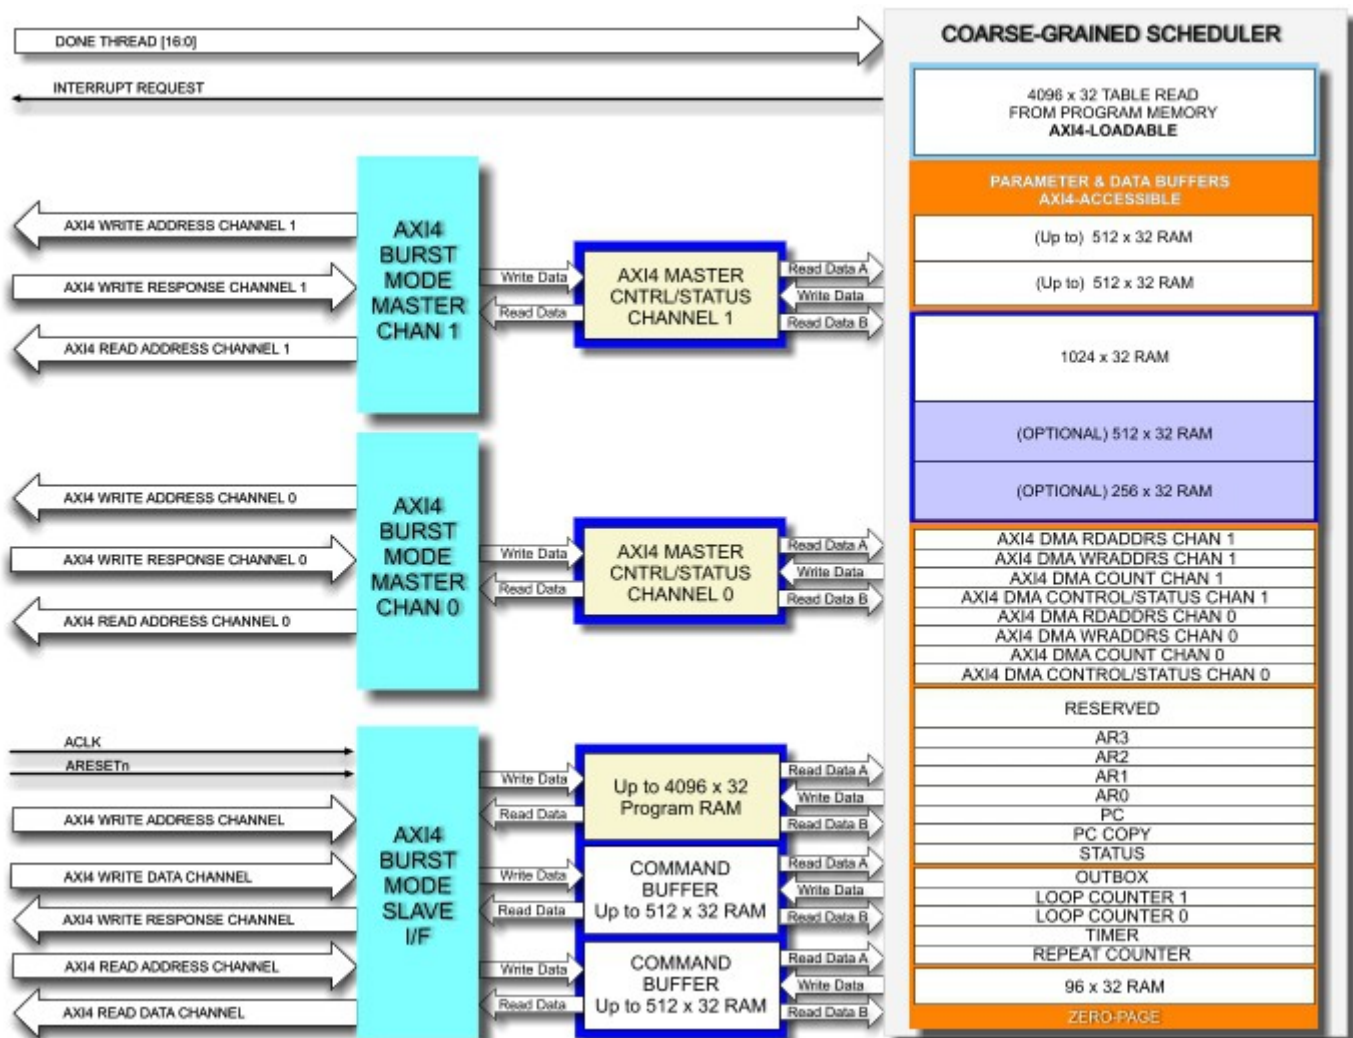 DONE THREAD [16:0]
INTERRUPT REQUEST
AXI4 WRITE ADDRESS CHANNEL 1
AXI4 WRITE RESPONSE CHANNEL 1
AXI4 READ ADDRESS CHANNEL 1
AXI4
BURST
MODE
MASTER
CHAN 1
Write Data
Read Data
AXI4 MASTER
CNTRL/STATUS
CHANNEL 1
Read Data A
Write Data
Read Data B
AXI4 WRITE ADDRESS CHANNEL 0
AXI4 WRITE RESPONSE CHANNEL 0
AXI4 READ ADDRESS CHANNEL 0
AXI4
BURST
MODE
MASTER
CHAN 0
Write Data
Read Data
AXI4 MASTER
CNTRL/STATUS
CHANNEL 0
Read Data A
Write Data
Read Data B
ACLK
ARESETn
AXI4 WRITE ADDRESS CHANNEL
AXI4 WRITE DATA CHANNEL
AXI4 WRITE RESPONSE CHANNEL
AXI4 READ ADDRESS CHANNEL
AXI4 READ DATA CHANNEL
AXI4
BURST
MODE
SLAVE
I/F
Write Data
Read Data
Write Data
Read Data
Write Data
Read Data
Up to 4096 x 32
Program RAM
COMMAND
BUFFER
Up to 512 x 32 RAM
COMMAND
BUFFER
Up to 512 x 32 RAM
Read Data A
Write Data
Read Data B
Read Data A
Write Data
Read Data B
Read Data A
Write Data
Read Data B
COARSE-GRAINED SCHEDULER
4096 x 32 TABLE READ
FROM PROGRAM MEMORY
AXI4-LOADABLE
PARAMETER & DATA BUFFERS
AXI4-ACCESSIBLE
(Up to) 512 x 32 RAM
(Up to) 512 x 32 RAM
1024 x 32 RAM
(OPTIONAL) 512 x 32 RAM
(OPTIONAL) 256 x 32 RAM
AXI4 DMA RDADDRS CHAN 1
AXI4 DMA WRADDRS CHAN 1
AXI4 DMA COUNT CHAN 1
AXI4 DMA CONTROL/STATUS CHAN 1
AXI4 DMA RDADDRS CHAN 0
AXI4 DMA WRADDRS CHAN 0
AXI4 DMA COUNT CHAN 0
AXI4 DMA CONTROL/STATUS CHAN 0
RESERVED
AR3
AR2
AR1
AR0
PC
PC COPY
STATUS
OUTBOX
LOOP COUNTER 1
LOOP COUNTER 0
TIMER
REPEAT COUNTER
96 x 32 RAM
ZERO-PAGE